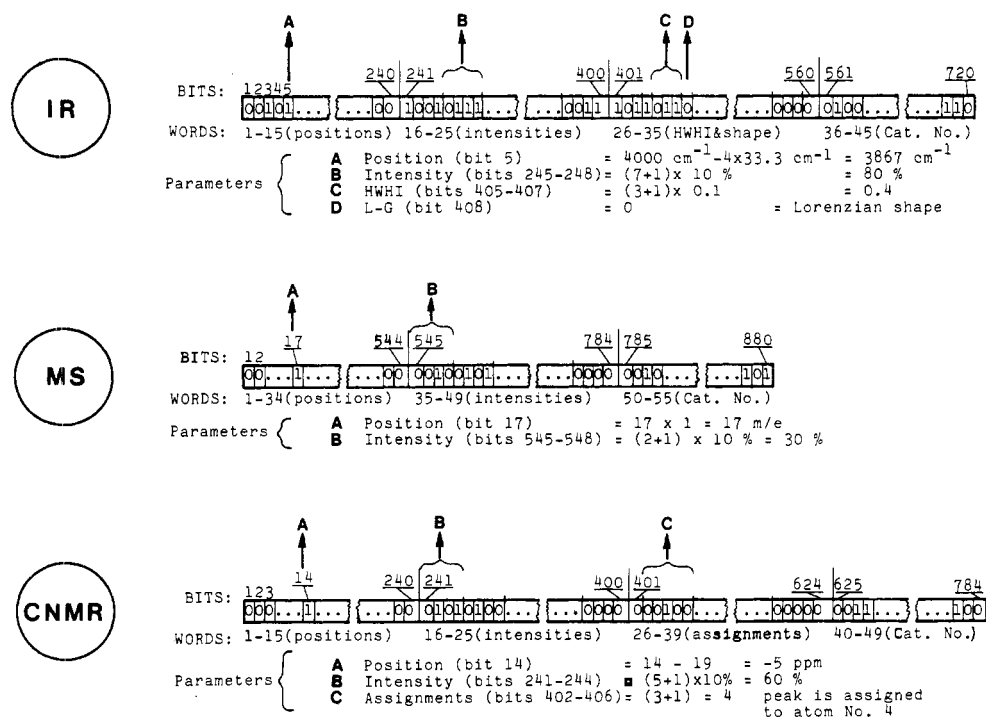 A B C D
240 241 400 401 560 561 720
BITS: 12345
IR
00101... ...00 10010111... ...0011 10110110... ...0000 0100... ...110
WORDS: 1-15(positions) 16-25(intensities) 26-35(HWHI&shape) 36-45(Cat. No.)
A Position (bit 5) = 4000 cm⁻¹-4x33.3 cm⁻¹ = 3867 cm⁻¹
Parameters
B Intensity (bits 245-248)= (7+1)x 10 % = 80 %
C HWHI (bits 405-407) = (3+1)x 0.1 = 0.4
D L-G (bit 408) = 0 = Lorenzian shape
A B
17 544 545 784 785 880
BITS: 12
MS
00...1... ...00 00100101... ...0000 0010... ...101
WORDS: 1-34(positions) 35-49(intensities) 50-55(Cat. No.)
Parameters
A Position (bit 17) = 17 x 1 = 17 m/e
B Intensity (bits 545-548) = (2+1) x 10 % = 30 %
A B C
14 240 241 400 401 624 625 784
BITS: 123
CNMR
000...1... ...00 01010100... ...0000 000100... ...00000 0011... ...100
WORDS: 1-15(positions) 16-25(intensities) 26-39(assignments) 40-49(Cat. No.)
A Position (bit 14) = 14 - 19 = -5 ppm
Parameters
B Intensity (bits 241-244) = (5+1)x10% = 60 %
C Assignments (bits 402-406) = (3+1) = 4 peak is assigned
to atom No. 4